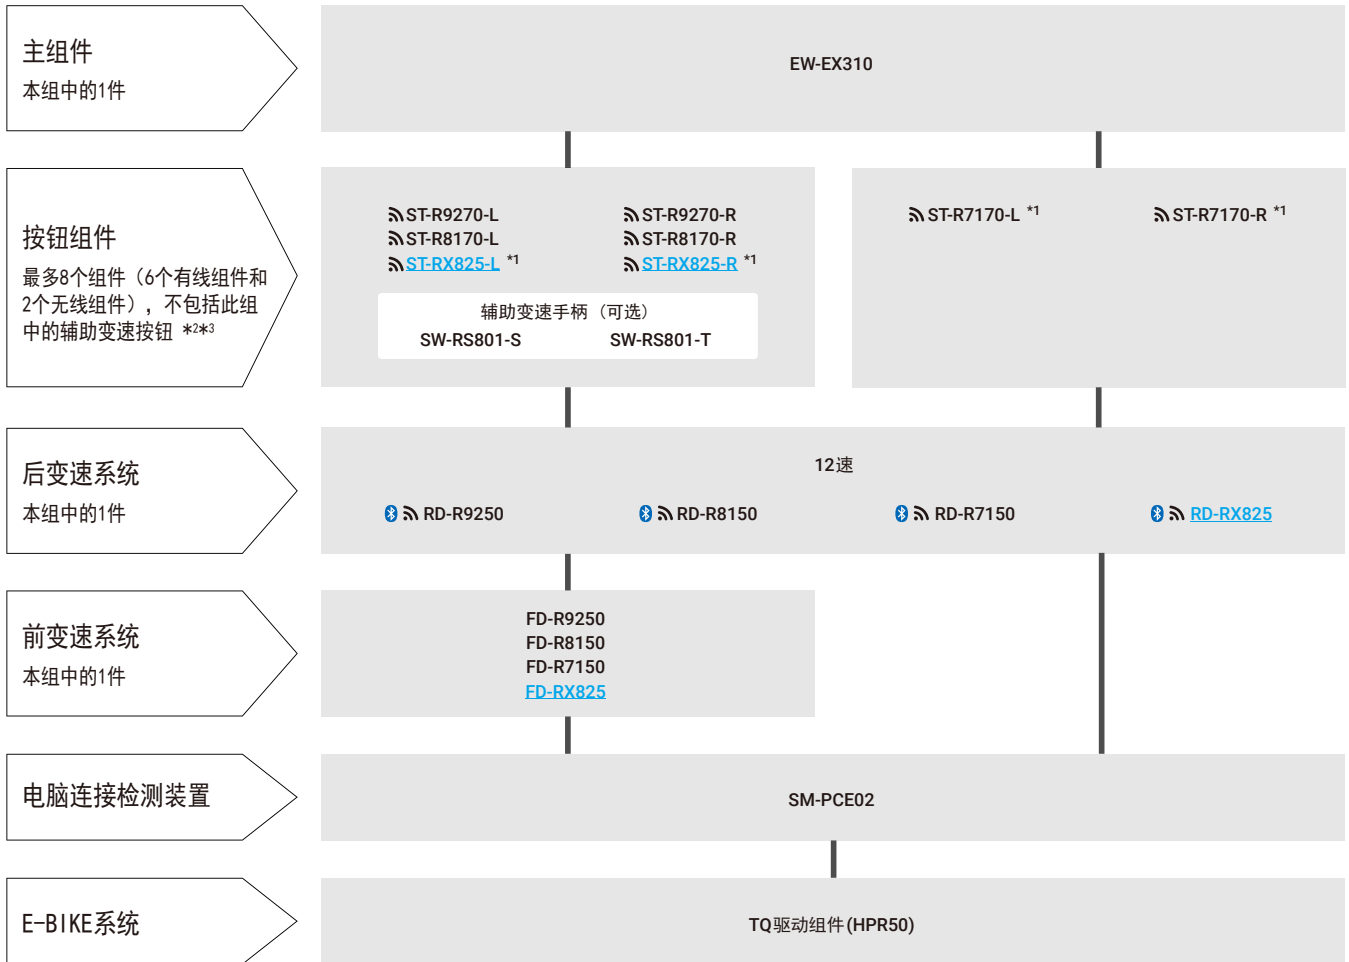 主组件
本组中的1件
EW-EX310
按钮组件
最多8个组件（6个有线组件和
2个无线组件），不包括此组
中的辅助变速按钮 *2*3
ST-R9270-L ST-R9270-R
ST-R8170-L ST-R8170-R
ST-RX825-L *1 ST-RX825-R *1
辅助变速手柄（可选）
SW-RS801-S SW-RS801-T
ST-R7170-L *1 ST-R7170-R *1
后变速系统
本组中的1件
12速
RD-R9250 RD-R8150 RD-R7150 RD-RX825
前变速系统
本组中的1件
FD-R9250
FD-R8150
FD-R7150
FD-RX825
电脑连接检测装置
SM-PCE02
E-BIKE系统
TQ驱动组件(HPR50)